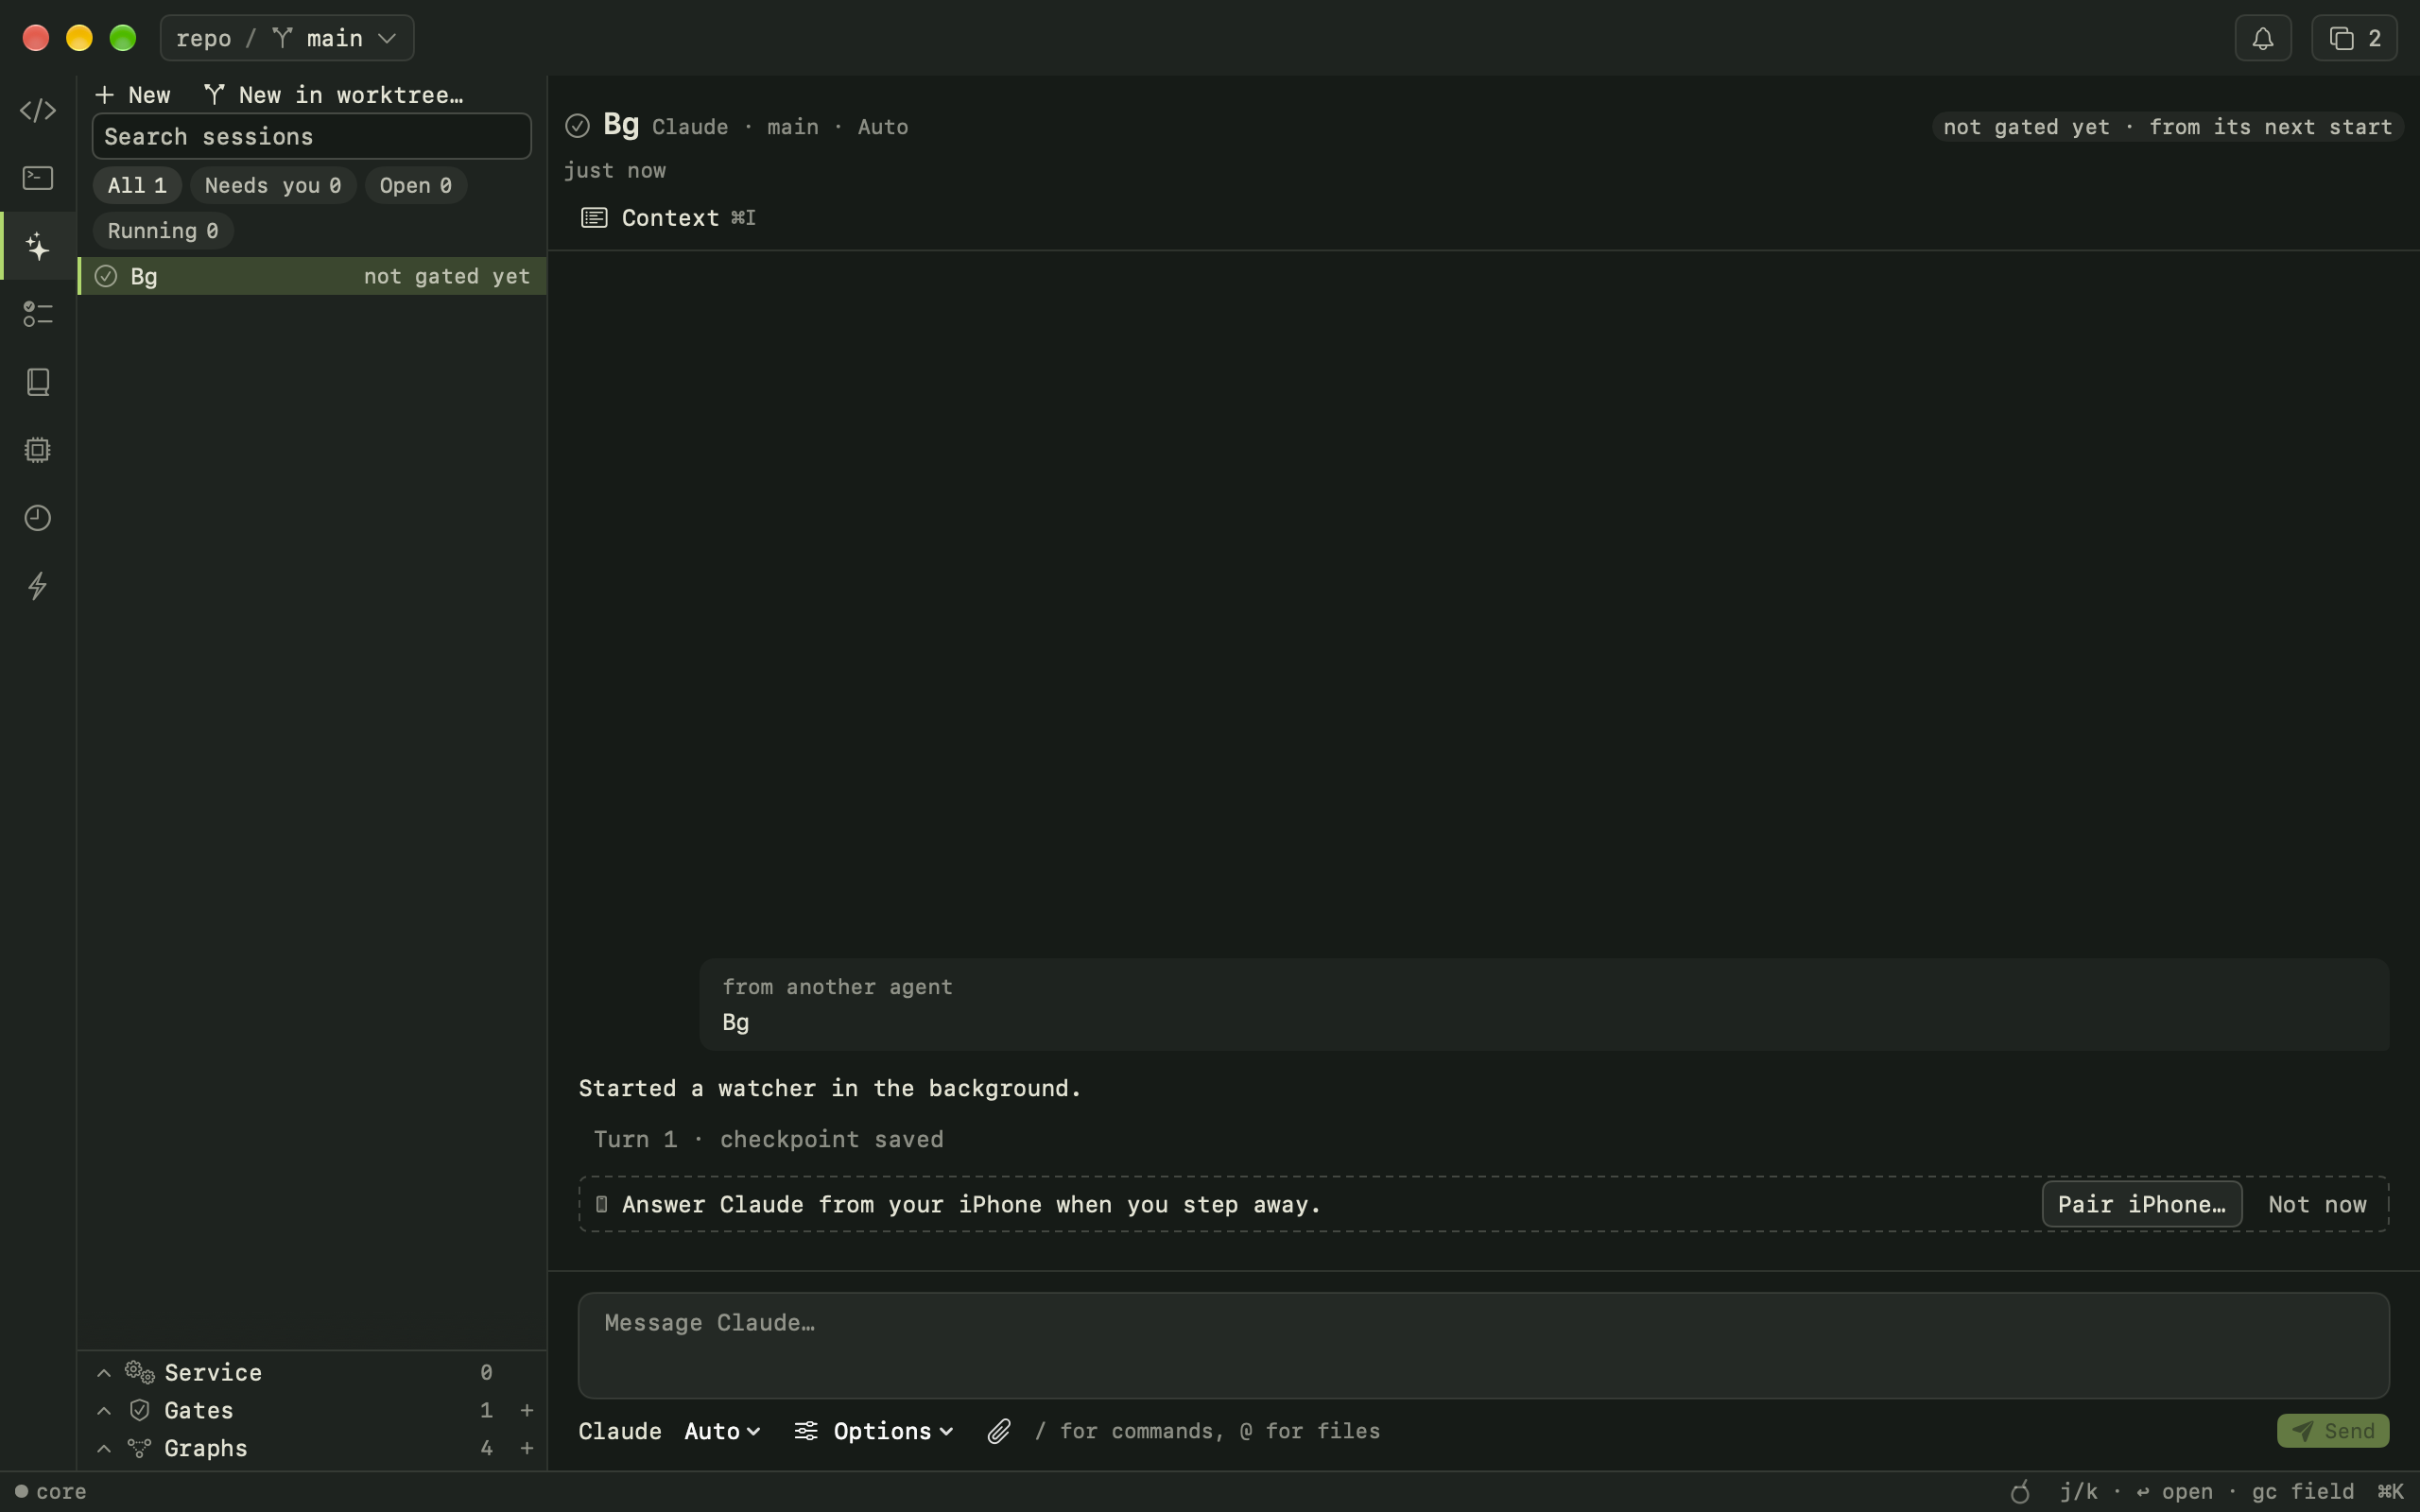 repo / main
2
+ New New in worktree…
Search sessions
All 1 Needs you 0 Open 0
Running 0
Bg not gated yet
Bg Claude · main · Auto
not gated yet · from its next start
just now
Context ⌘I
from another agent
Bg
Started a watcher in the background.
Turn 1 · checkpoint saved
Answer Claude from your iPhone when you step away. Pair iPhone… Not now
Message Claude…
Claude Auto Options / for commands, @ for files Send
Service 0
Gates 1 +
Graphs 4 +
core
j/k · ↩ open · gc field ⌘K